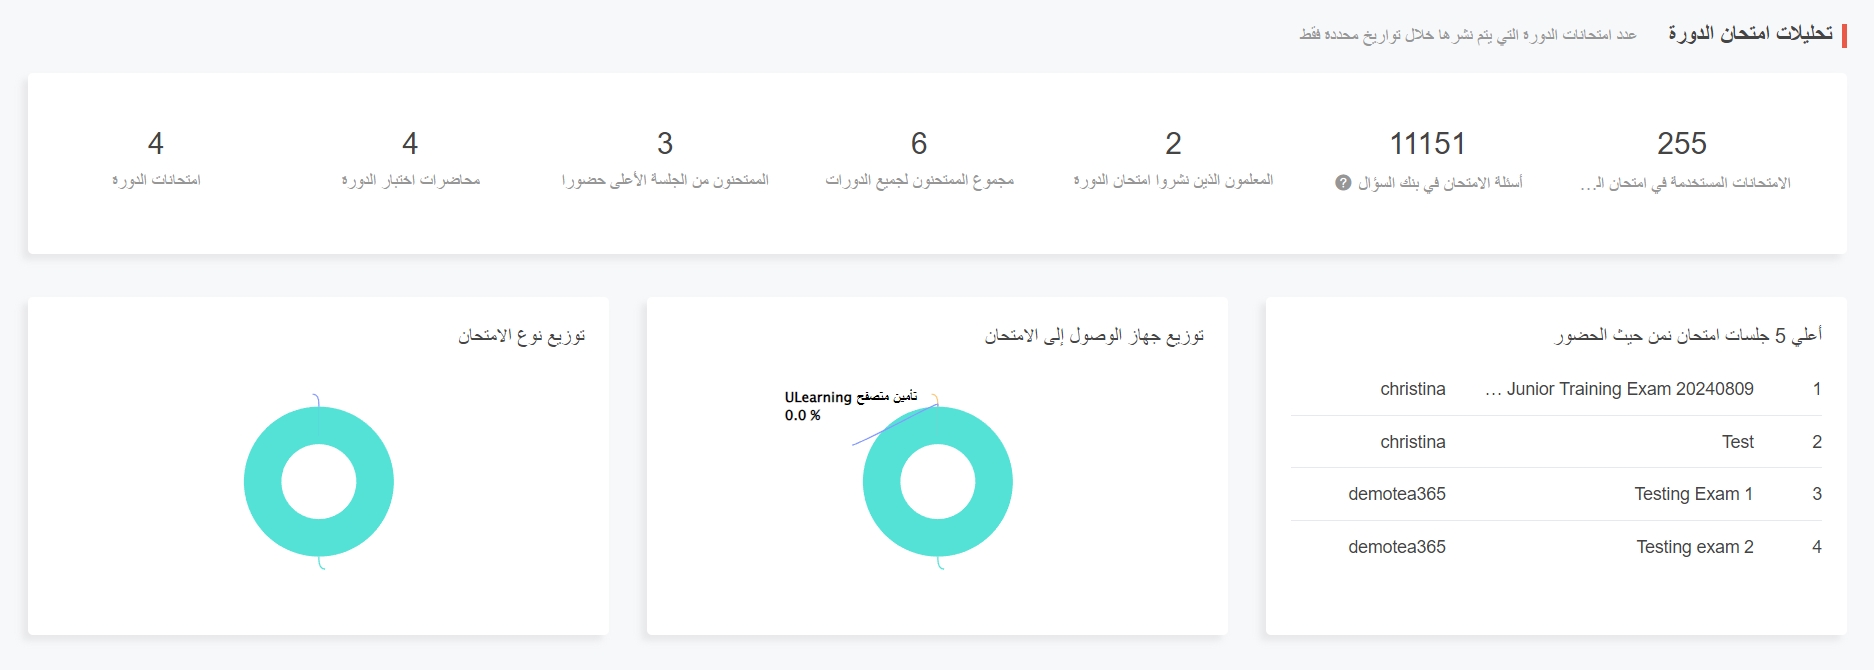 تحليلات امتحان الدورة
عدد امتحانات الدورة التي يتم نشرها خلال تواريخ محددة فقط
255
الامتحانات المستخدمة في امتحان ال...
11151
أسئلة الامتحان في بنك السؤال ?
2
المعلمون الذين نشروا امتحان الدورة
6
مجموع الممتحنون لجميع الدورات
3
الممتحنون من الجلسة الأعلى حضورا
4
محاضرات اختبار الدورة
4
امتحانات الدورة
أعلي 5 جلسات امتحان نمن حيث الحضور
1 Junior Training Exam 20240809 ... christina
2 Test christina
3 Testing Exam 1 demotea365
4 Testing exam 2 demotea365
توزيع جهاز الوصول إلى الامتحان
ULearning تأمين متصفح
0.0 %
توزيع نوع الامتحان